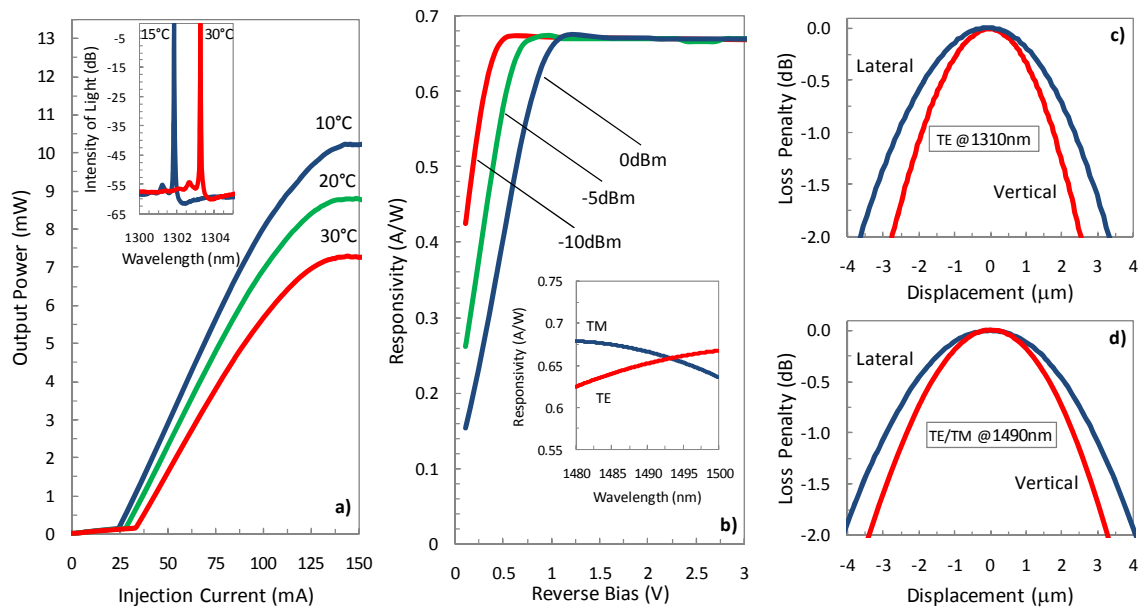 13
12
11
10
9
8
7
6
5
4
3
2
1
0
Output Power (mW)
0
25
50
75
100
125
150
Injection Current (mA)
10°C
20°C
30°C
a)
15°C
30°C
-5
-15
-25
-35
-45
-55
-65
Intensity of Light (dB)
1300
1302
1304
Wavelength (nm)
0.7
0.6
0.5
0.4
0.3
0.2
0.1
0
Responsivity (A/W)
0
0.5
1
1.5
2
2.5
3
Reverse Bias (V)
0dBm
-5dBm
-10dBm
b)
0.75
0.71
0.67
0.63
0.59
0.55
Responsivity (A/W)
TM
TE
1480
1485
1490
1495
1500
Wavelength (nm)
c)
0.0
-0.5
-1.0
-1.5
-2.0
Loss Penalty (dB)
Lateral
TE @1310nm
Vertical
-4
-3
-2
-1
0
1
2
3
4
Displacement (μm)
d)
0.0
-0.5
-1.0
-1.5
-2.0
Loss Penalty (dB)
Lateral
TE/TM @1490nm
Vertical
-4
-3
-2
-1
0
1
2
3
4
Displacement (μm)